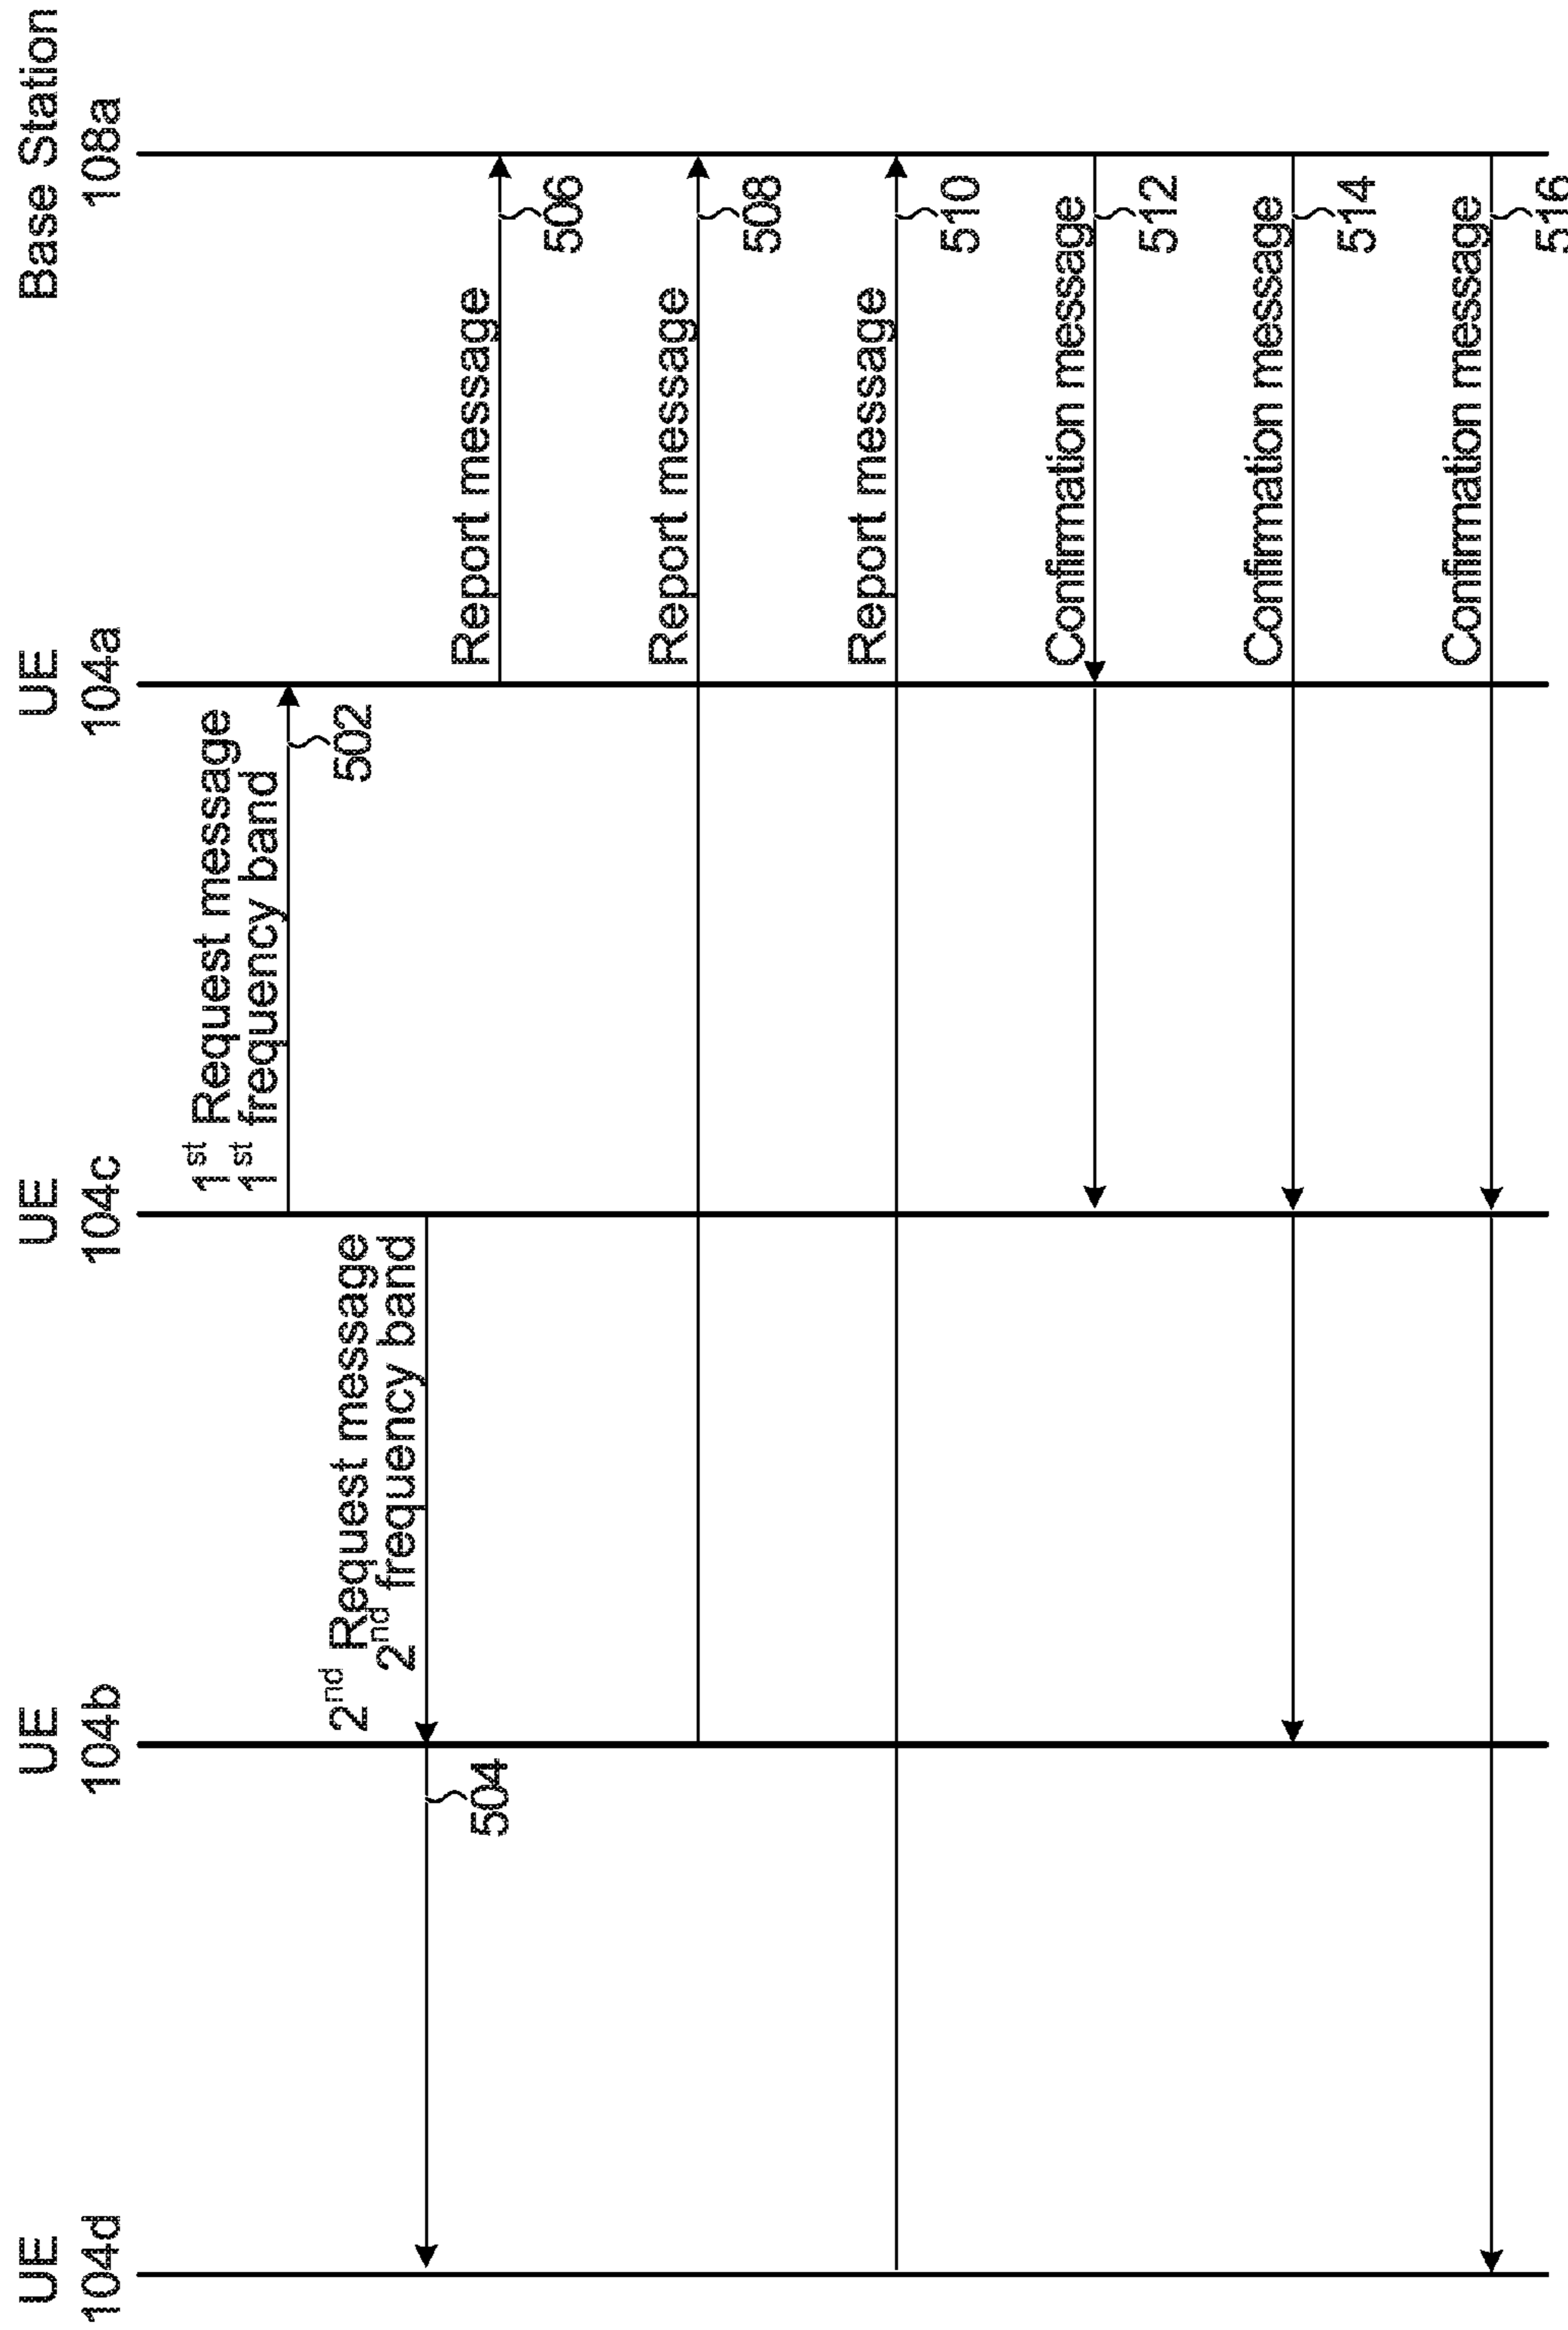 UE
104d
UE
104b
UE
104c
UE
104a
Base Station
108a
1st Request message
1st frequency band
502
2nd Request message
2nd frequency band
504
Report message
506
Report message
508
Report message
510
Confirmation message
512
Confirmation message
514
Confirmation message
516